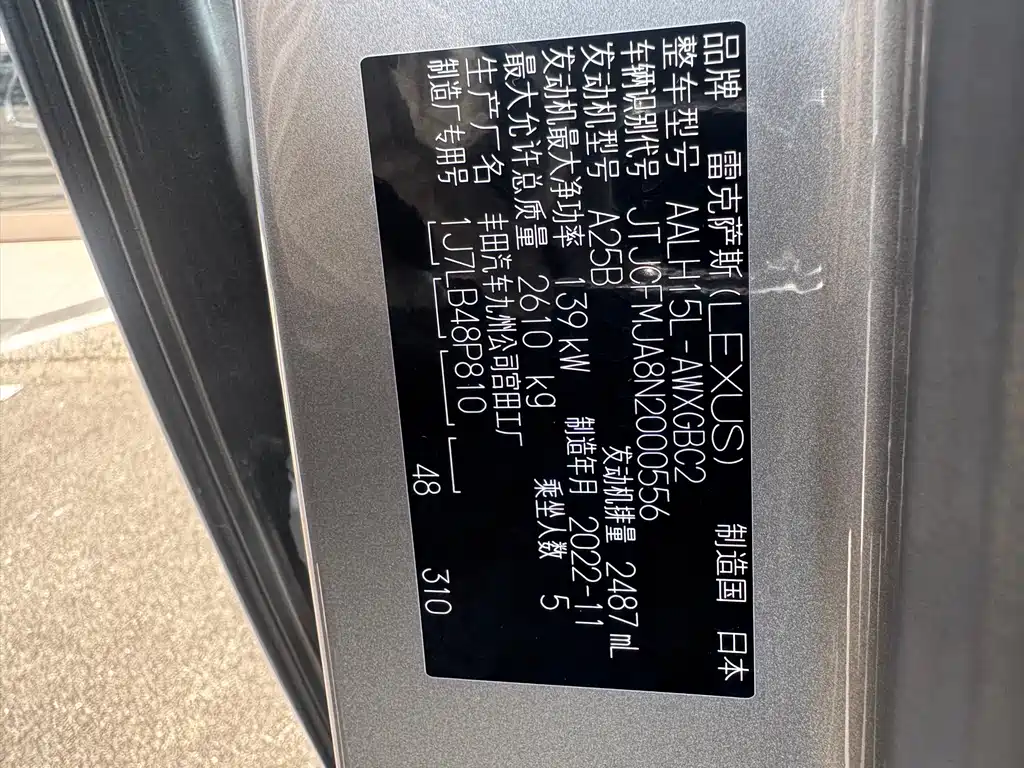 品牌 雷克萨斯(LEXUS) 制造国 日本
整车型号 AALH15L-AWXGBC2
车辆识别代号 JTJCFMJA8N2000556
发动机型号 A25B 发动机排量 2487 mL
发动机最大净功率 139 kW 制造年月 2022-11
最大允许总质量 2610 kg 乘坐人数 5
生产厂名 丰田汽车九州公司宫田工厂
制造厂专用号 1J7LB48P810 48 310